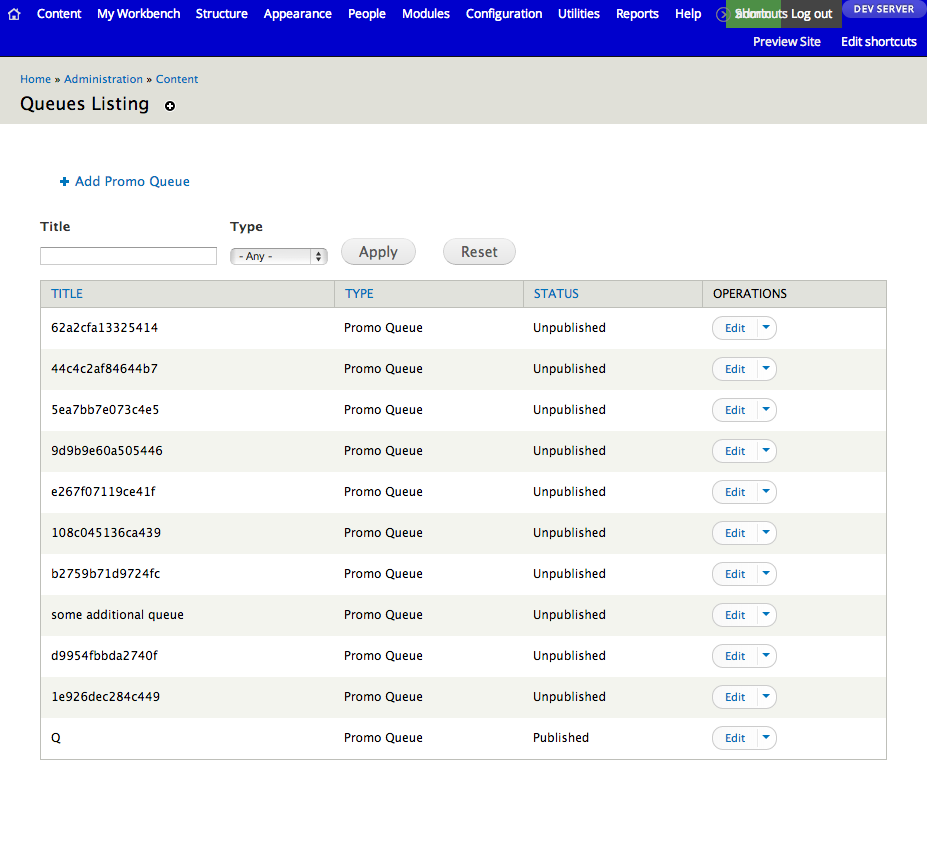 Content My Workbench Structure Appearance People Modules Configuration Utilities Reports Help Shortcuts Log out DEV SERVER
Preview Site Edit shortcuts
Home » Administration » Content
Queues Listing
Add Promo Queue
Title Type
- Any - Apply Reset
TITLE TYPE STATUS OPERATIONS
62a2cfa13325414 Promo Queue Unpublished Edit
44c4c2af84644b7 Promo Queue Unpublished Edit
5ea7bb7e073c4e5 Promo Queue Unpublished Edit
9d9b9e60a505446 Promo Queue Unpublished Edit
e267f07119ce41f Promo Queue Unpublished Edit
108c045136ca439 Promo Queue Unpublished Edit
b2759b71d9724fc Promo Queue Unpublished Edit
some additional queue Promo Queue Unpublished Edit
d9954fbbda2740f Promo Queue Unpublished Edit
1e926dec284c449 Promo Queue Unpublished Edit
Q Promo Queue Published Edit